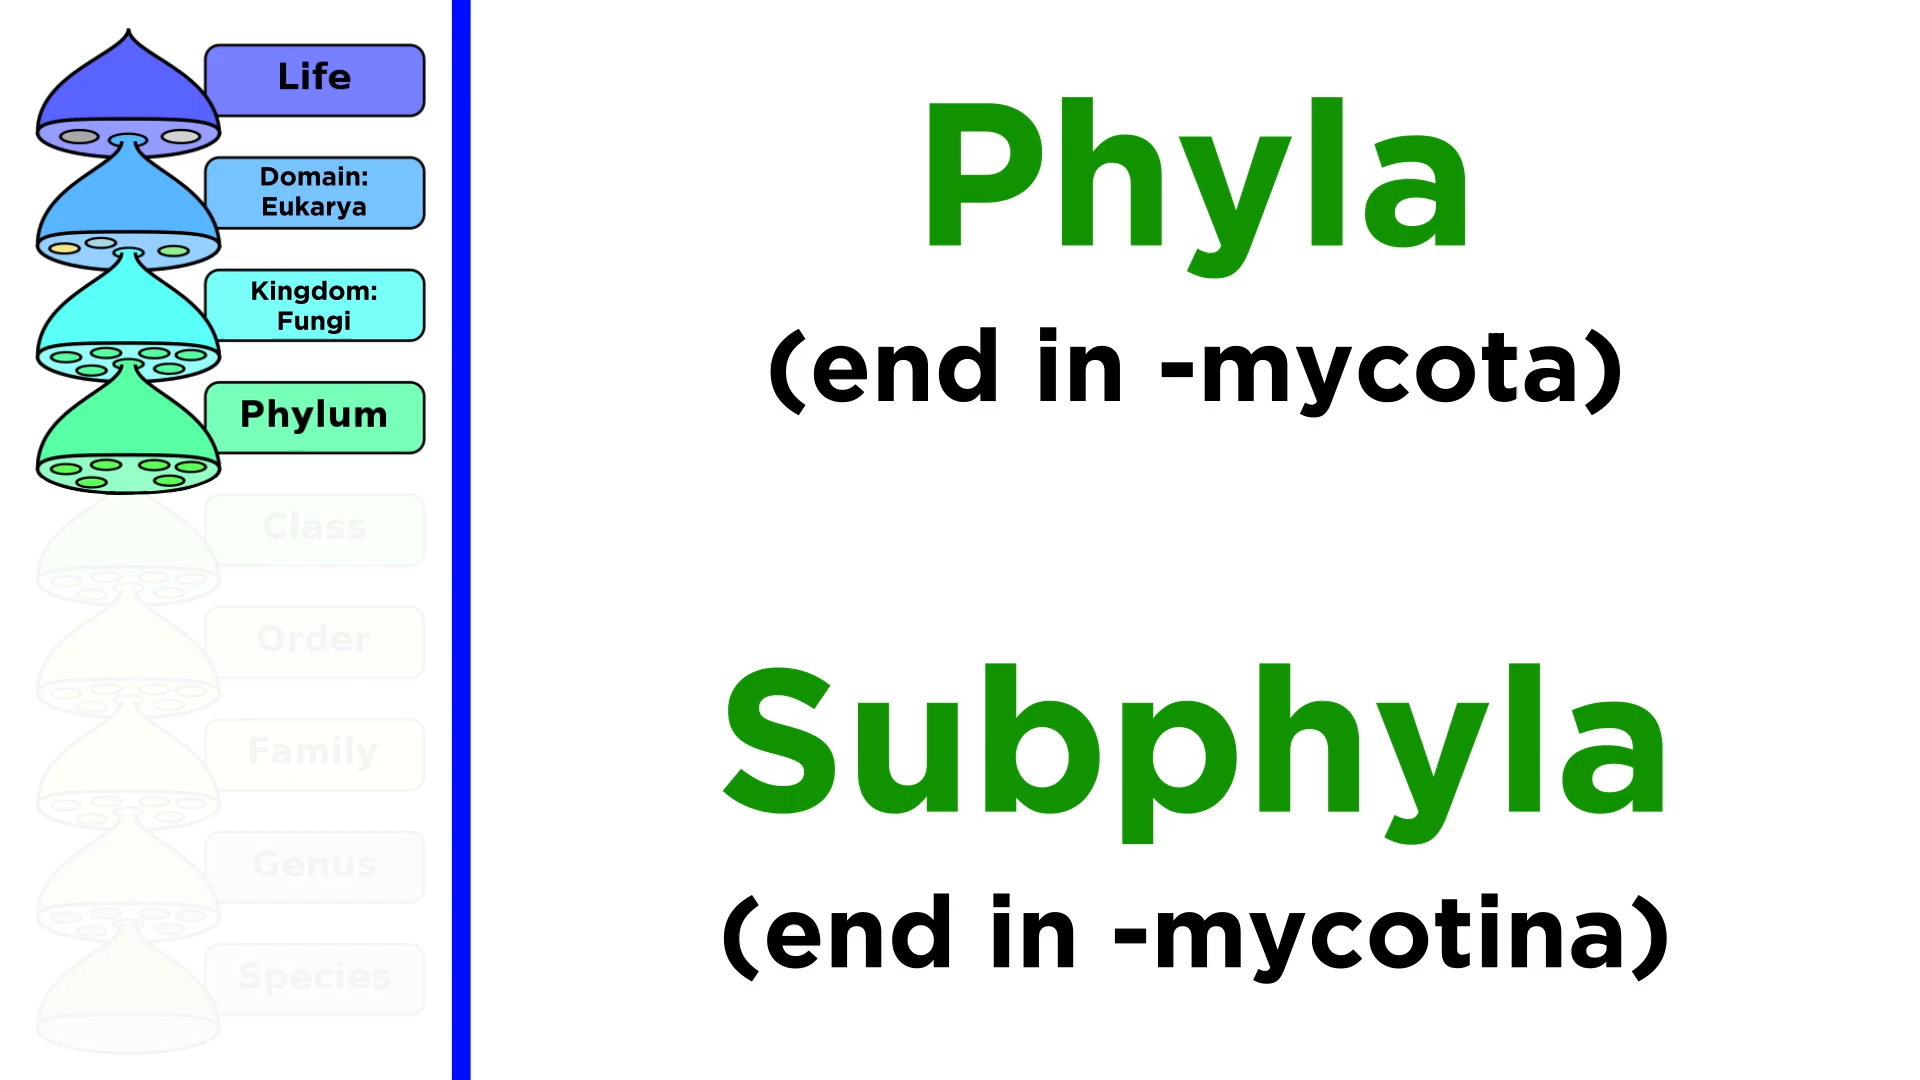 Life
Domain:
Eukarya
Kingdom:
Fungi
Phylum
Class
Order
Family
Genus
Species
Phyla
(end in -mycota)
Subphyla
(end in -mycotina)